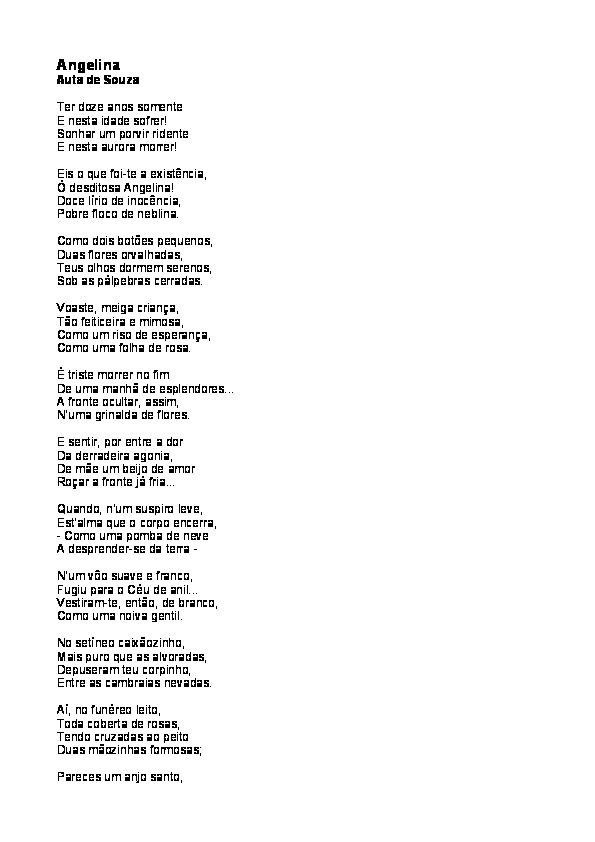 Angelina
Auta de Souza

Ter doze anos somente
E nesta idade sofrer!
Sonhar um porvir ridente
E nesta aurora morrer!

Eis o que foi-te a existência,
Ó desditosa Angelina!
Doce lírio de inocência,
Pobre floco de neblina.

Como dois botões pequenos,
Duas flores orvalhadas,
Teus olhos dormem serenos,
Sob as pálpebras cerradas.

Voaste, meiga criança,
Tão feiticeira e mimosa,
Como um riso de esperança,
Como uma folha de rosa.

É triste morrer no fim
De uma manhã de esplendores...
A fronte ocultar, assim,
N'uma grinalda de flores.

E sentir, por entre a dor
Da derradeira agonia,
De mãe um beijo de amor
Roçar a fronte já fria...

Quando, n'um suspiro leve,
Est'alma que o corpo encerra,
- Como uma pomba de neve
A desprender-se da terra -

N'um vôo suave e franco,
Fugiu para o Céu de anil...
Vestiram-te, então, de branco,
Como uma noiva gentil.

No setíneo caixãozinho,
Mais puro que as alvoradas,
Depuseram teu corpinho,
Entre as cambraias nevadas.

Aí, no funéreo leito,
Toda coberta de rosas,
Tendo cruzadas ao peito
Duas mãozinhas formosas;

Pareces um anjo santo,